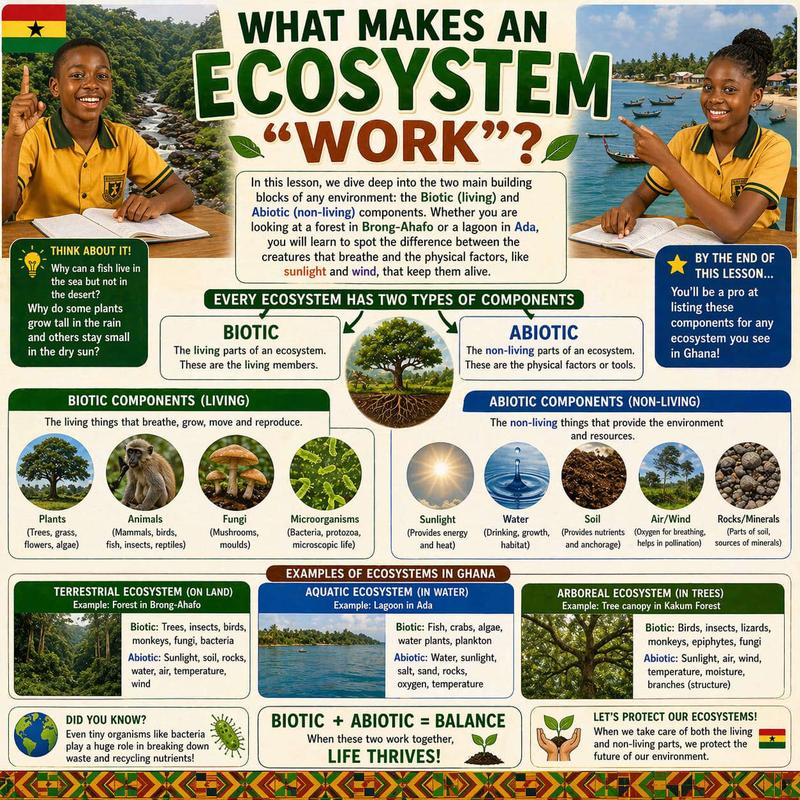 WHAT MAKES AN
ECOSYSTEM
“WORK”?
In this lesson, we dive deep into the two main building
blocks of any environment: the Biotic (living) and
Abiotic (non-living) components. Whether you are
looking at a forest in Brong-Ahafo or a lagoon in Ada,
you will learn to spot the difference between the
creatures that breathe and the physical factors, like
sunlight and wind, that keep them alive.
THINK ABOUT IT!
Why can a fish live in
the sea but not in
the desert?
Why do some plants
grow tall in the rain
and others stay small
in the dry sun?
BY THE END OF
THIS LESSON...
You'll be a pro at
listing these
components for any
ecosystem you see
in Ghana!
EVERY ECOSYSTEM HAS TWO TYPES OF COMPONENTS
BIOTIC
The living parts of an ecosystem.
These are the living members.
ABIOTIC
The non-living parts of an ecosystem.
These are the physical factors or tools.
BIOTIC COMPONENTS (LIVING)
The living things that breathe, grow, move and reproduce.
Plants
(Trees, grass,
flowers, algae)
Animals
(Mammals, birds,
fish, insects, reptiles)
Fungi
(Mushrooms,
moulds)
Microorganisms
(Bacteria, protozoa,
microscopic life)
ABIOTIC COMPONENTS (NON-LIVING)
The non-living things that provide the environment
and resources.
Sunlight
(Provides energy
and heat)
Water
(Drinking, growth,
habitat)
Soil
(Provides nutrients
and anchorage)
Air/Wind
(Oxygen for breathing,
helps in pollination)
Rocks/Minerals
(Parts of soil,
sources of minerals)
EXAMPLES OF ECOSYSTEMS IN GHANA
TERRESTRIAL ECOSYSTEM (ON LAND)
Example: Forest in Brong-Ahafo
Biotic: Trees, insects, birds,
monkeys, fungi, bacteria
Abiotic: Sunlight, soil, rocks,
water, air, temperature,
wind
AQUATIC ECOSYSTEM (IN WATER)
Example: Lagoon in Ada
Biotic: Fish, crabs, algae,
water plants, plankton
Abiotic: Water, sunlight,
salt, sand, rocks,
oxygen, temperature
ARBOREAL ECOSYSTEM (IN TREES)
Example: Tree canopy in Kakum Forest
Biotic: Birds, insects, lizards,
monkeys, epiphytes, fungi
Abiotic: Sunlight, air, wind,
temperature, moisture,
branches (structure)
DID YOU KNOW?
Even tiny organisms like bacteria
play a huge role in breaking down
waste and recycling nutrients!
BIOTIC + ABIOTIC = BALANCE
When these two work together,
LIFE THRIVES!
LET'S PROTECT OUR ECOSYSTEMS!
When we take care of both the living
and non-living parts, we protect the
future of our environment.